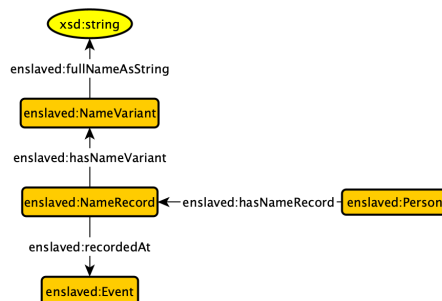 xsd:string
enslaved:fullNameAsString
enslaved:NameVariant
enslaved:hasNameVariant
enslaved:NameRecord
enslaved:hasNameRecord
enslaved:Person
enslaved:recordedAt
enslaved:Event